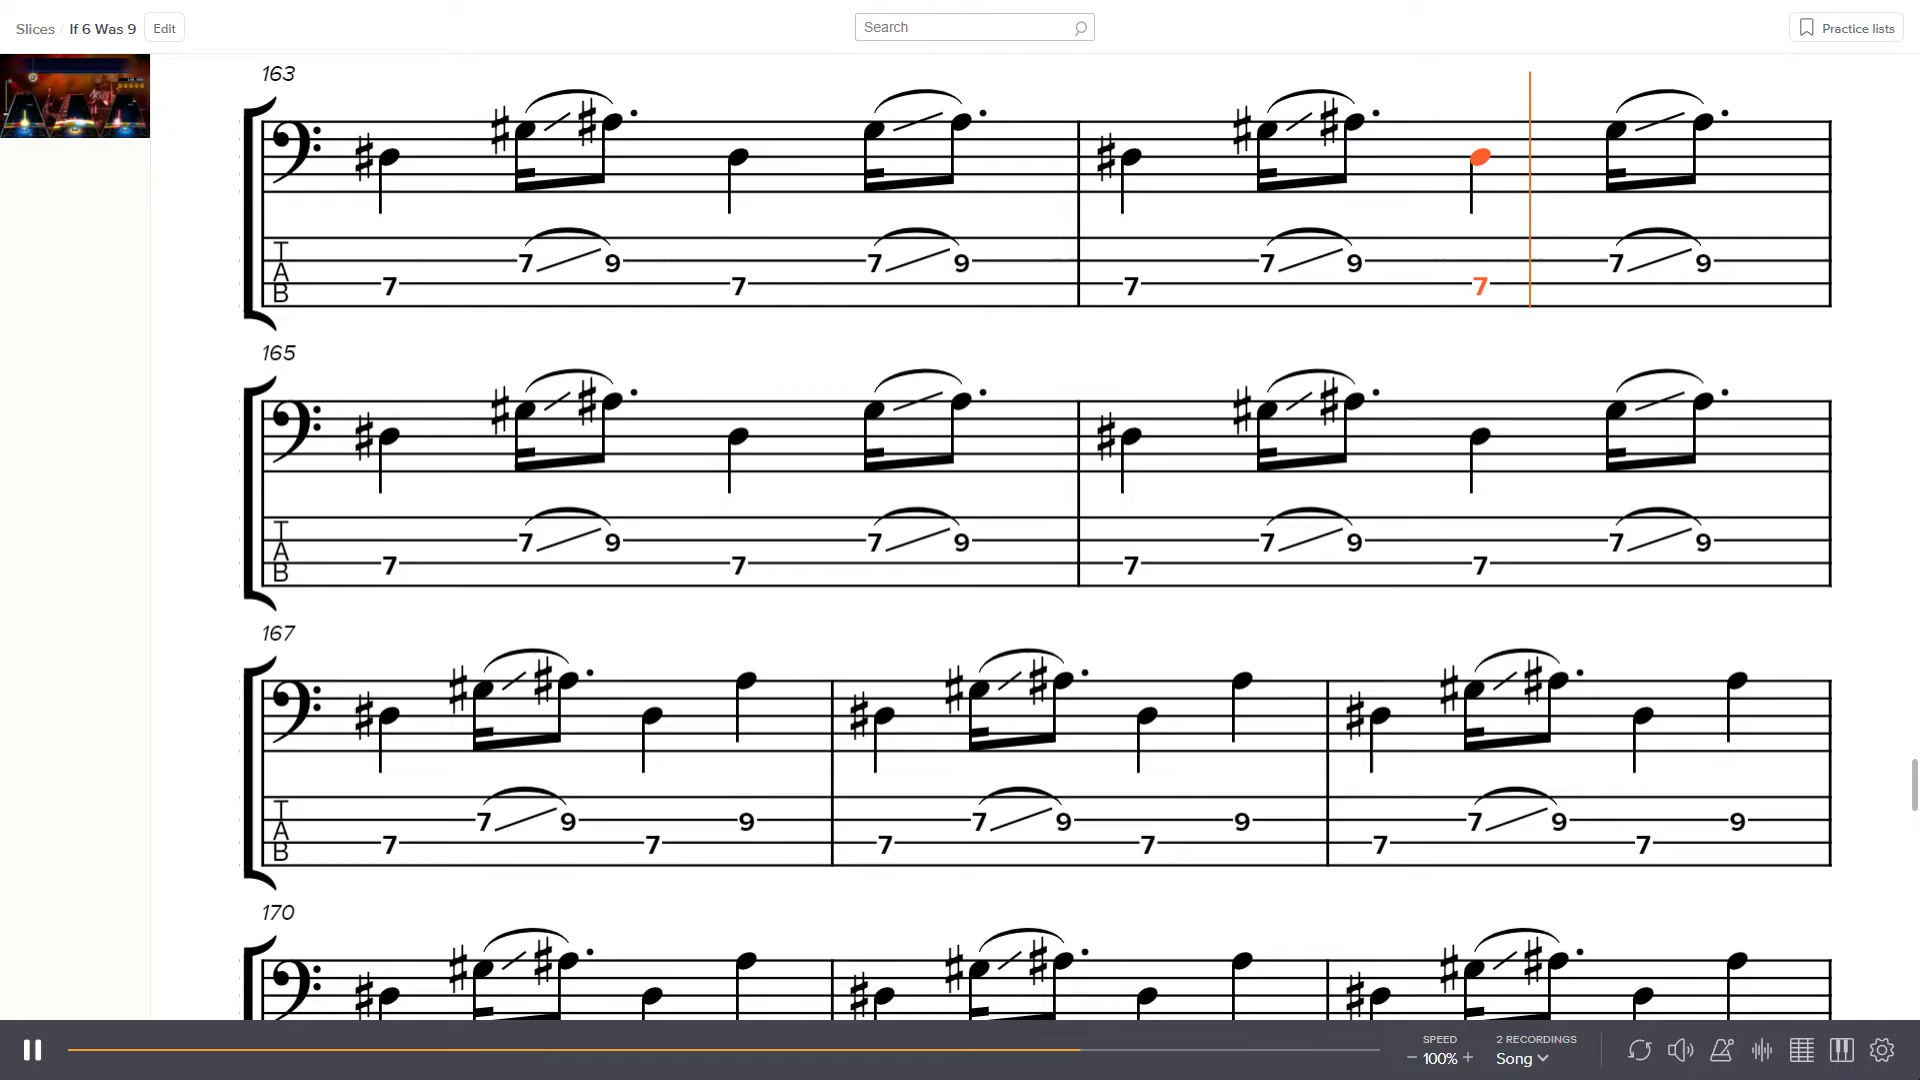 Slices / If 6 Was 9 Edit Search Practice lists
163
T
A
B
7 7 9 7 7 9 7 7 9 7 7 9
165
T
A
B
7 7 9 7 7 9 7 7 9 7 7 9
167
T
A
B
7 7 9 7 9 7 7 9 7 9 7 7 9 7 9
170
SPEED
− 100% +
2 RECORDINGS
Song